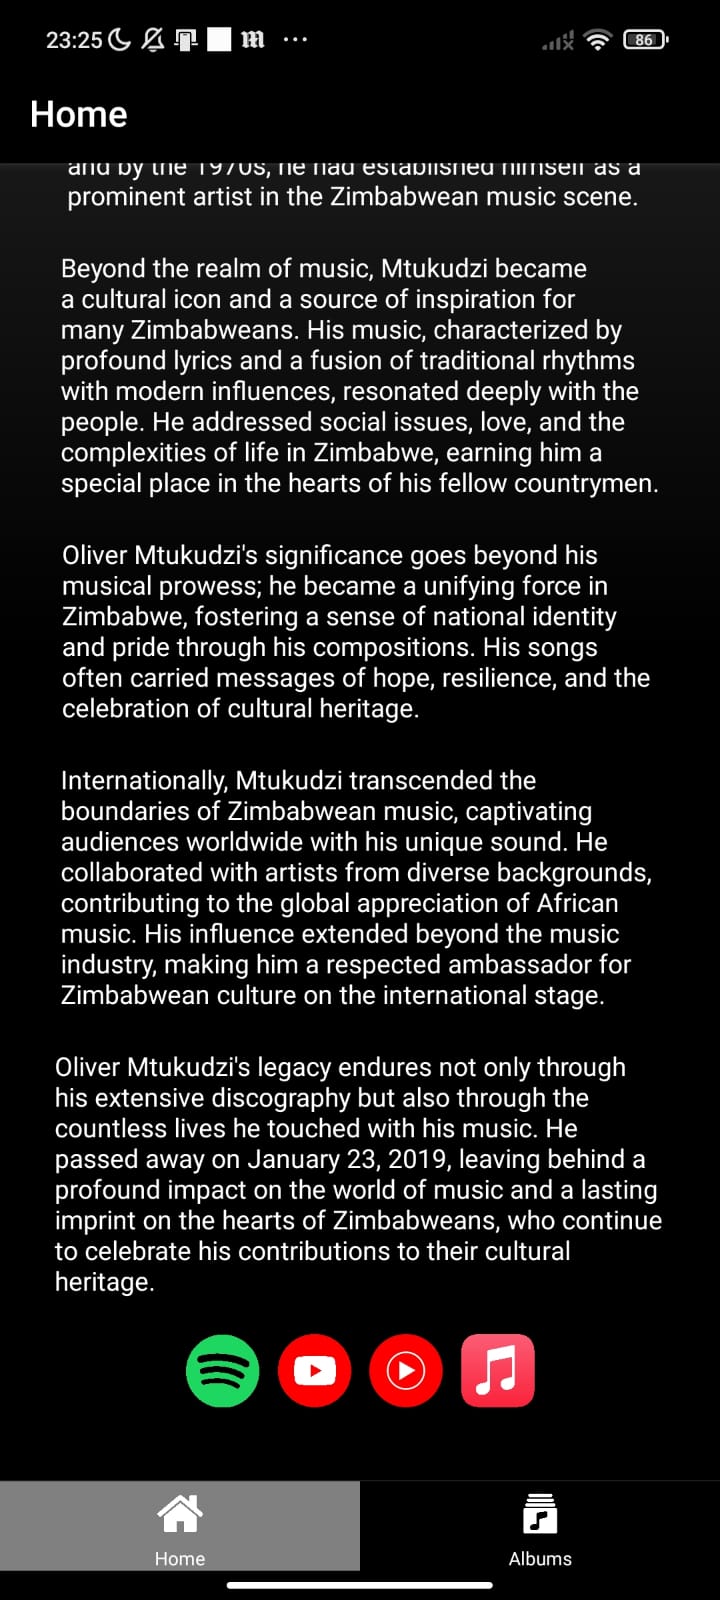 23:25
86
Home
and by the 1970s, he had established himself as a
prominent artist in the Zimbabwean music scene.
Beyond the realm of music, Mtukudzi became
a cultural icon and a source of inspiration for
many Zimbabweans. His music, characterized by
profound lyrics and a fusion of traditional rhythms
with modern influences, resonated deeply with the
people. He addressed social issues, love, and the
complexities of life in Zimbabwe, earning him a
special place in the hearts of his fellow countrymen.
Oliver Mtukudzi's significance goes beyond his
musical prowess; he became a unifying force in
Zimbabwe, fostering a sense of national identity
and pride through his compositions. His songs
often carried messages of hope, resilience, and the
celebration of cultural heritage.
Internationally, Mtukudzi transcended the
boundaries of Zimbabwean music, captivating
audiences worldwide with his unique sound. He
collaborated with artists from diverse backgrounds,
contributing to the global appreciation of African
music. His influence extended beyond the music
industry, making him a respected ambassador for
Zimbabwean culture on the international stage.
Oliver Mtukudzi's legacy endures not only through
his extensive discography but also through the
countless lives he touched with his music. He
passed away on January 23, 2019, leaving behind a
profound impact on the world of music and a lasting
imprint on the hearts of Zimbabweans, who continue
to celebrate his contributions to their cultural
heritage.
Home
Albums